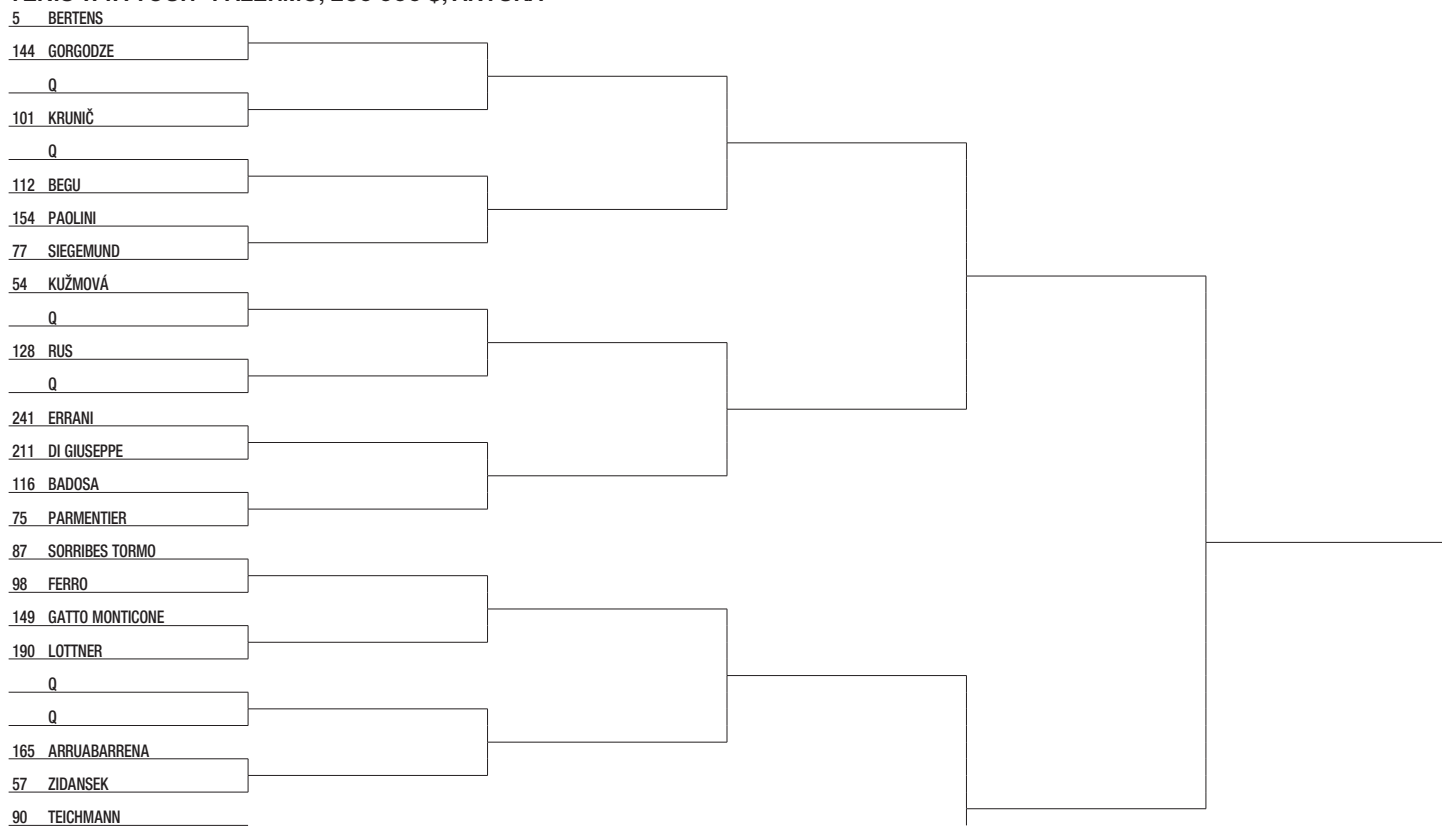 5 BERTENS
144 GORGODZE
Q
101 KRUNIČ
Q
112 BEGU
154 PAOLINI
77 SIEGEMUND
54 KUŽMOVÁ
Q
128 RUS
Q
241 ERRANI
211 DI GIUSEPPE
116 BADOSA
75 PARMENTIER
87 SORRIBES TORMO
98 FERRO
149 GATTO MONTICONE
190 LOTTNER
Q
Q
165 ARRUABARRENA
57 ZIDANSEK
90 TEICHMANN